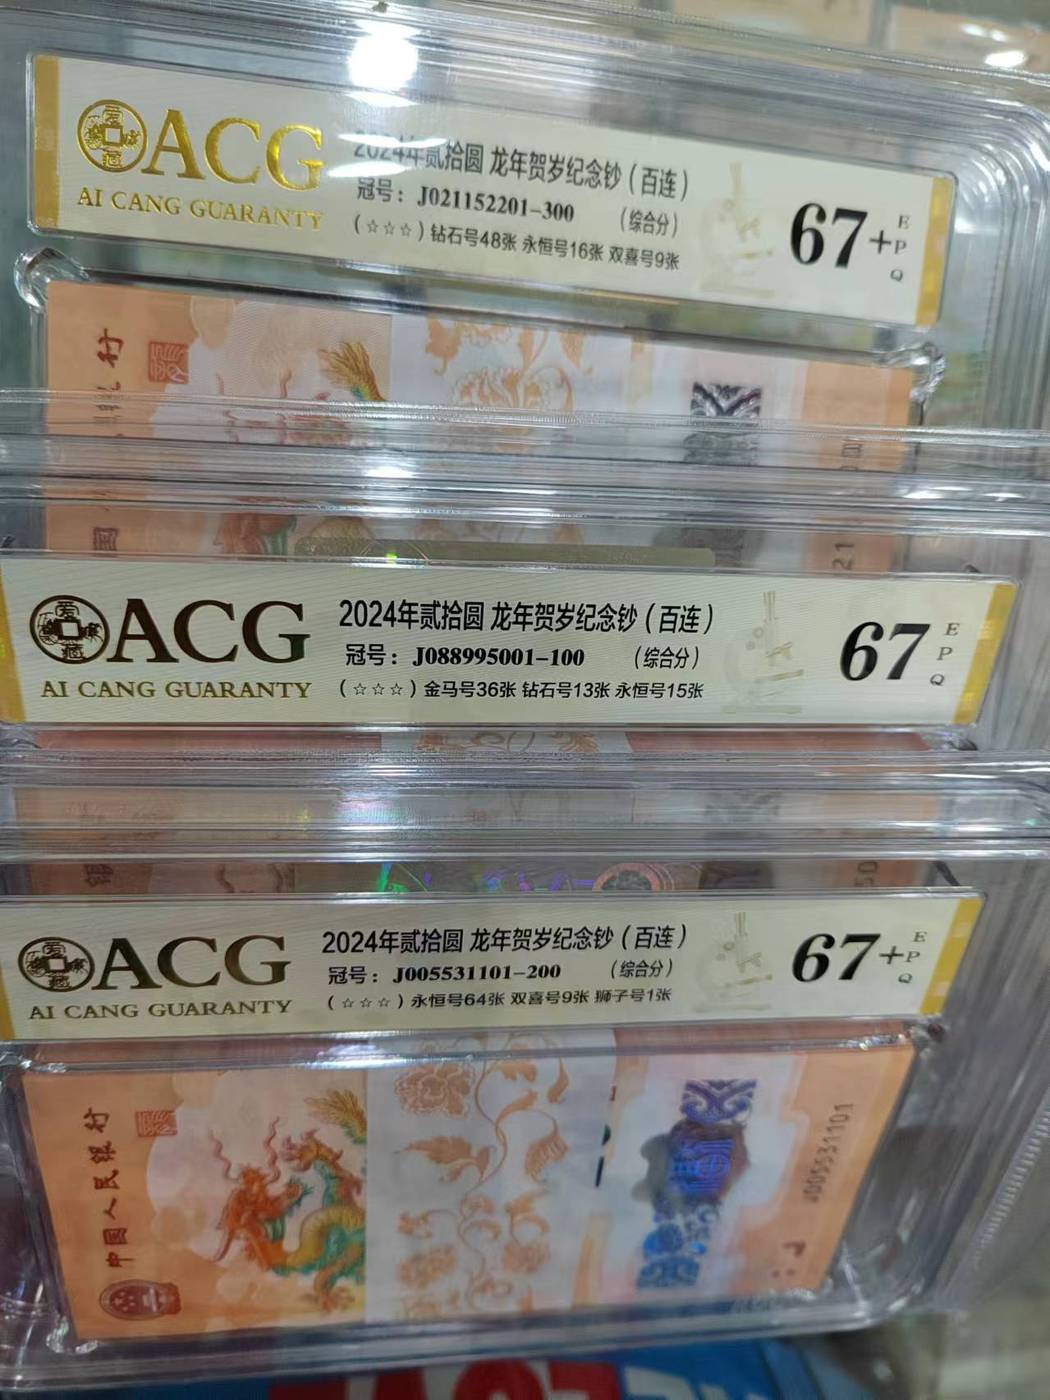 爱藏
ACG
AI CANG GUARANTY
2024年贰拾圆 龙年贺岁纪念钞（百连）
冠号： J021152201-300 （综合分）
（☆☆☆）钻石号48张 永恒号16张 双喜号9张
67+
EPQ
爱藏
ACG
AI CANG GUARANTY
2024年贰拾圆 龙年贺岁纪念钞（百连）
冠号： J088995001-100 （综合分）
（☆☆☆）金马号36张 钻石号13张 永恒号15张
67
EPQ
爱藏
ACG
AI CANG GUARANTY
2024年贰拾圆 龙年贺岁纪念钞（百连）
冠号： J005531101-200 （综合分）
（☆☆☆）永恒号64张 双喜号9张 狮子号1张
67+
EPQ
中國人民银行
J005531101